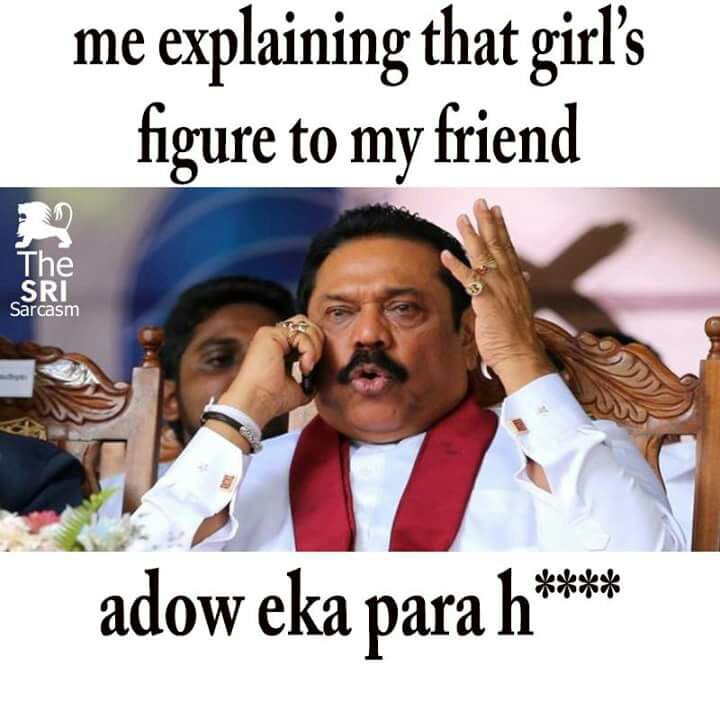 me explaining that girl's
figure to my friend
The
SRI
Sarcasm
adow eka para h****